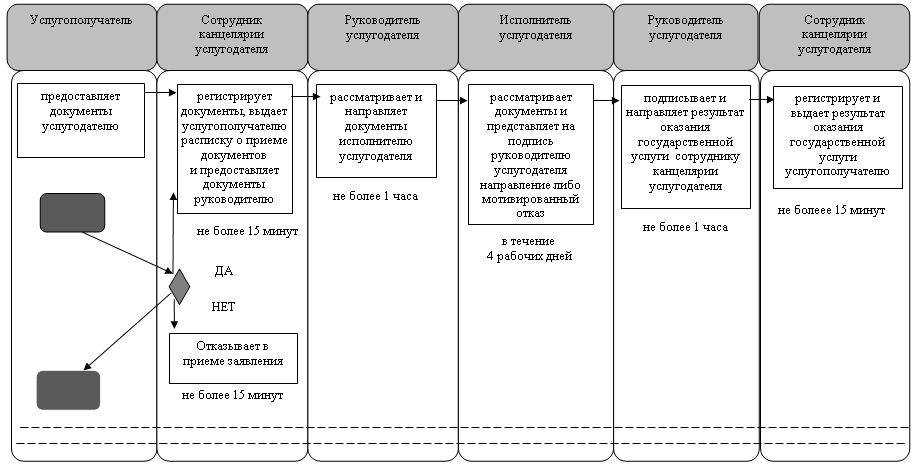 Услугополучатель
Сотрудник
канцелярии
услугодателя
Руководитель
услугодателя
Исполнитель
услугодателя
Руководитель
услугодателя
Сотрудник
канцелярии
услугодателя
предоставляет
документы
услугодателю
регистрирует
документы, выдает
услугополучателю
расписку о приеме
документов
и предоставляет
документы
руководителю
не более 15 минут
рассматривает и
направляет
документы
исполнителю
услугодателя
не более 1 часа
рассматривает
документы и
представляет на
подпись
руководителю
услугодателя
направление либо
мотивированный
отказ
в течение
4 рабочих дней
подписывает и
направляет результат
оказания
государственной
услуги сотруднику
канцелярии
услугодателя
не более 1 часа
регистрирует и
выдает результат
оказания
государственной
услуги
услугополучателю
неболеее 15 минут
ДА
НЕТ
Отказывает в
приеме заявления
не более 15 минут